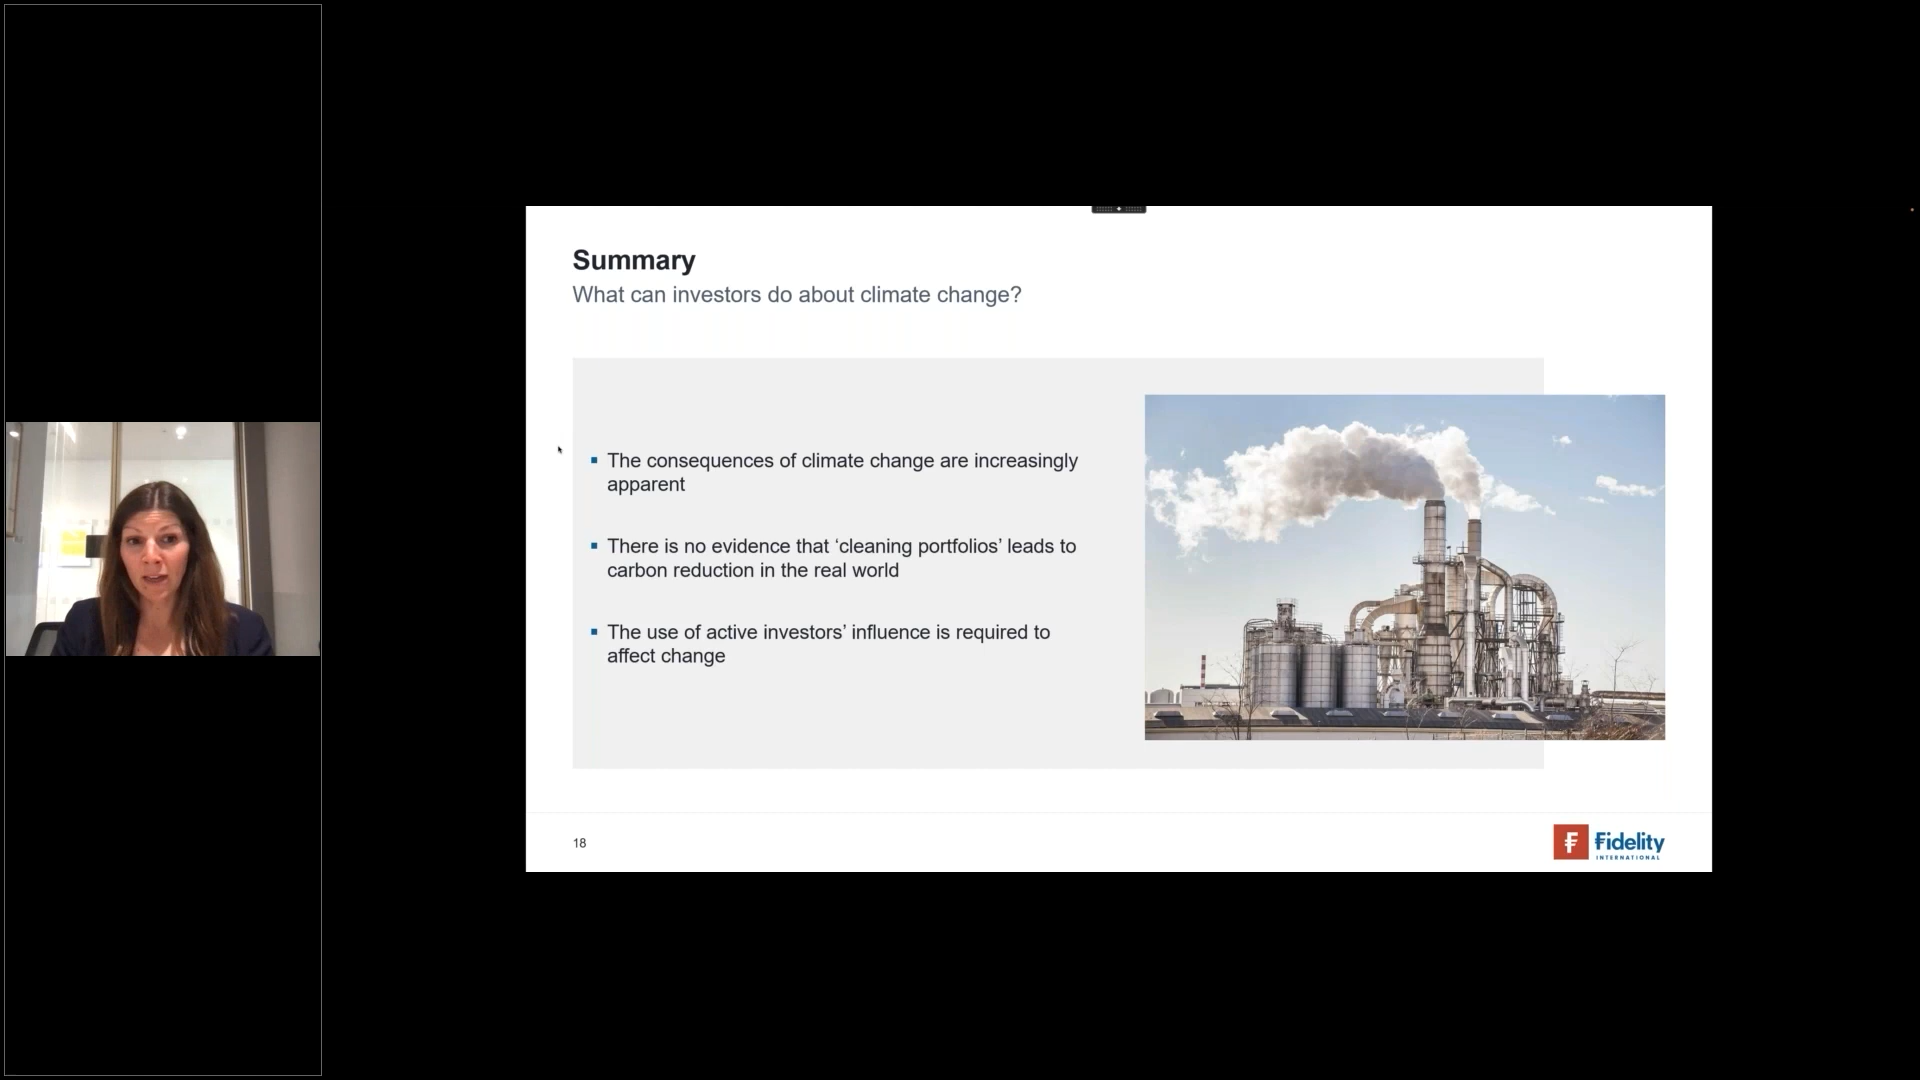 Summary
What can investors do about climate change?
▪ The consequences of climate change are increasingly
apparent
▪ There is no evidence that ‘cleaning portfolios’ leads to
carbon reduction in the real world
▪ The use of active investors’ influence is required to
affect change
18
F Fidelity
INTERNATIONAL